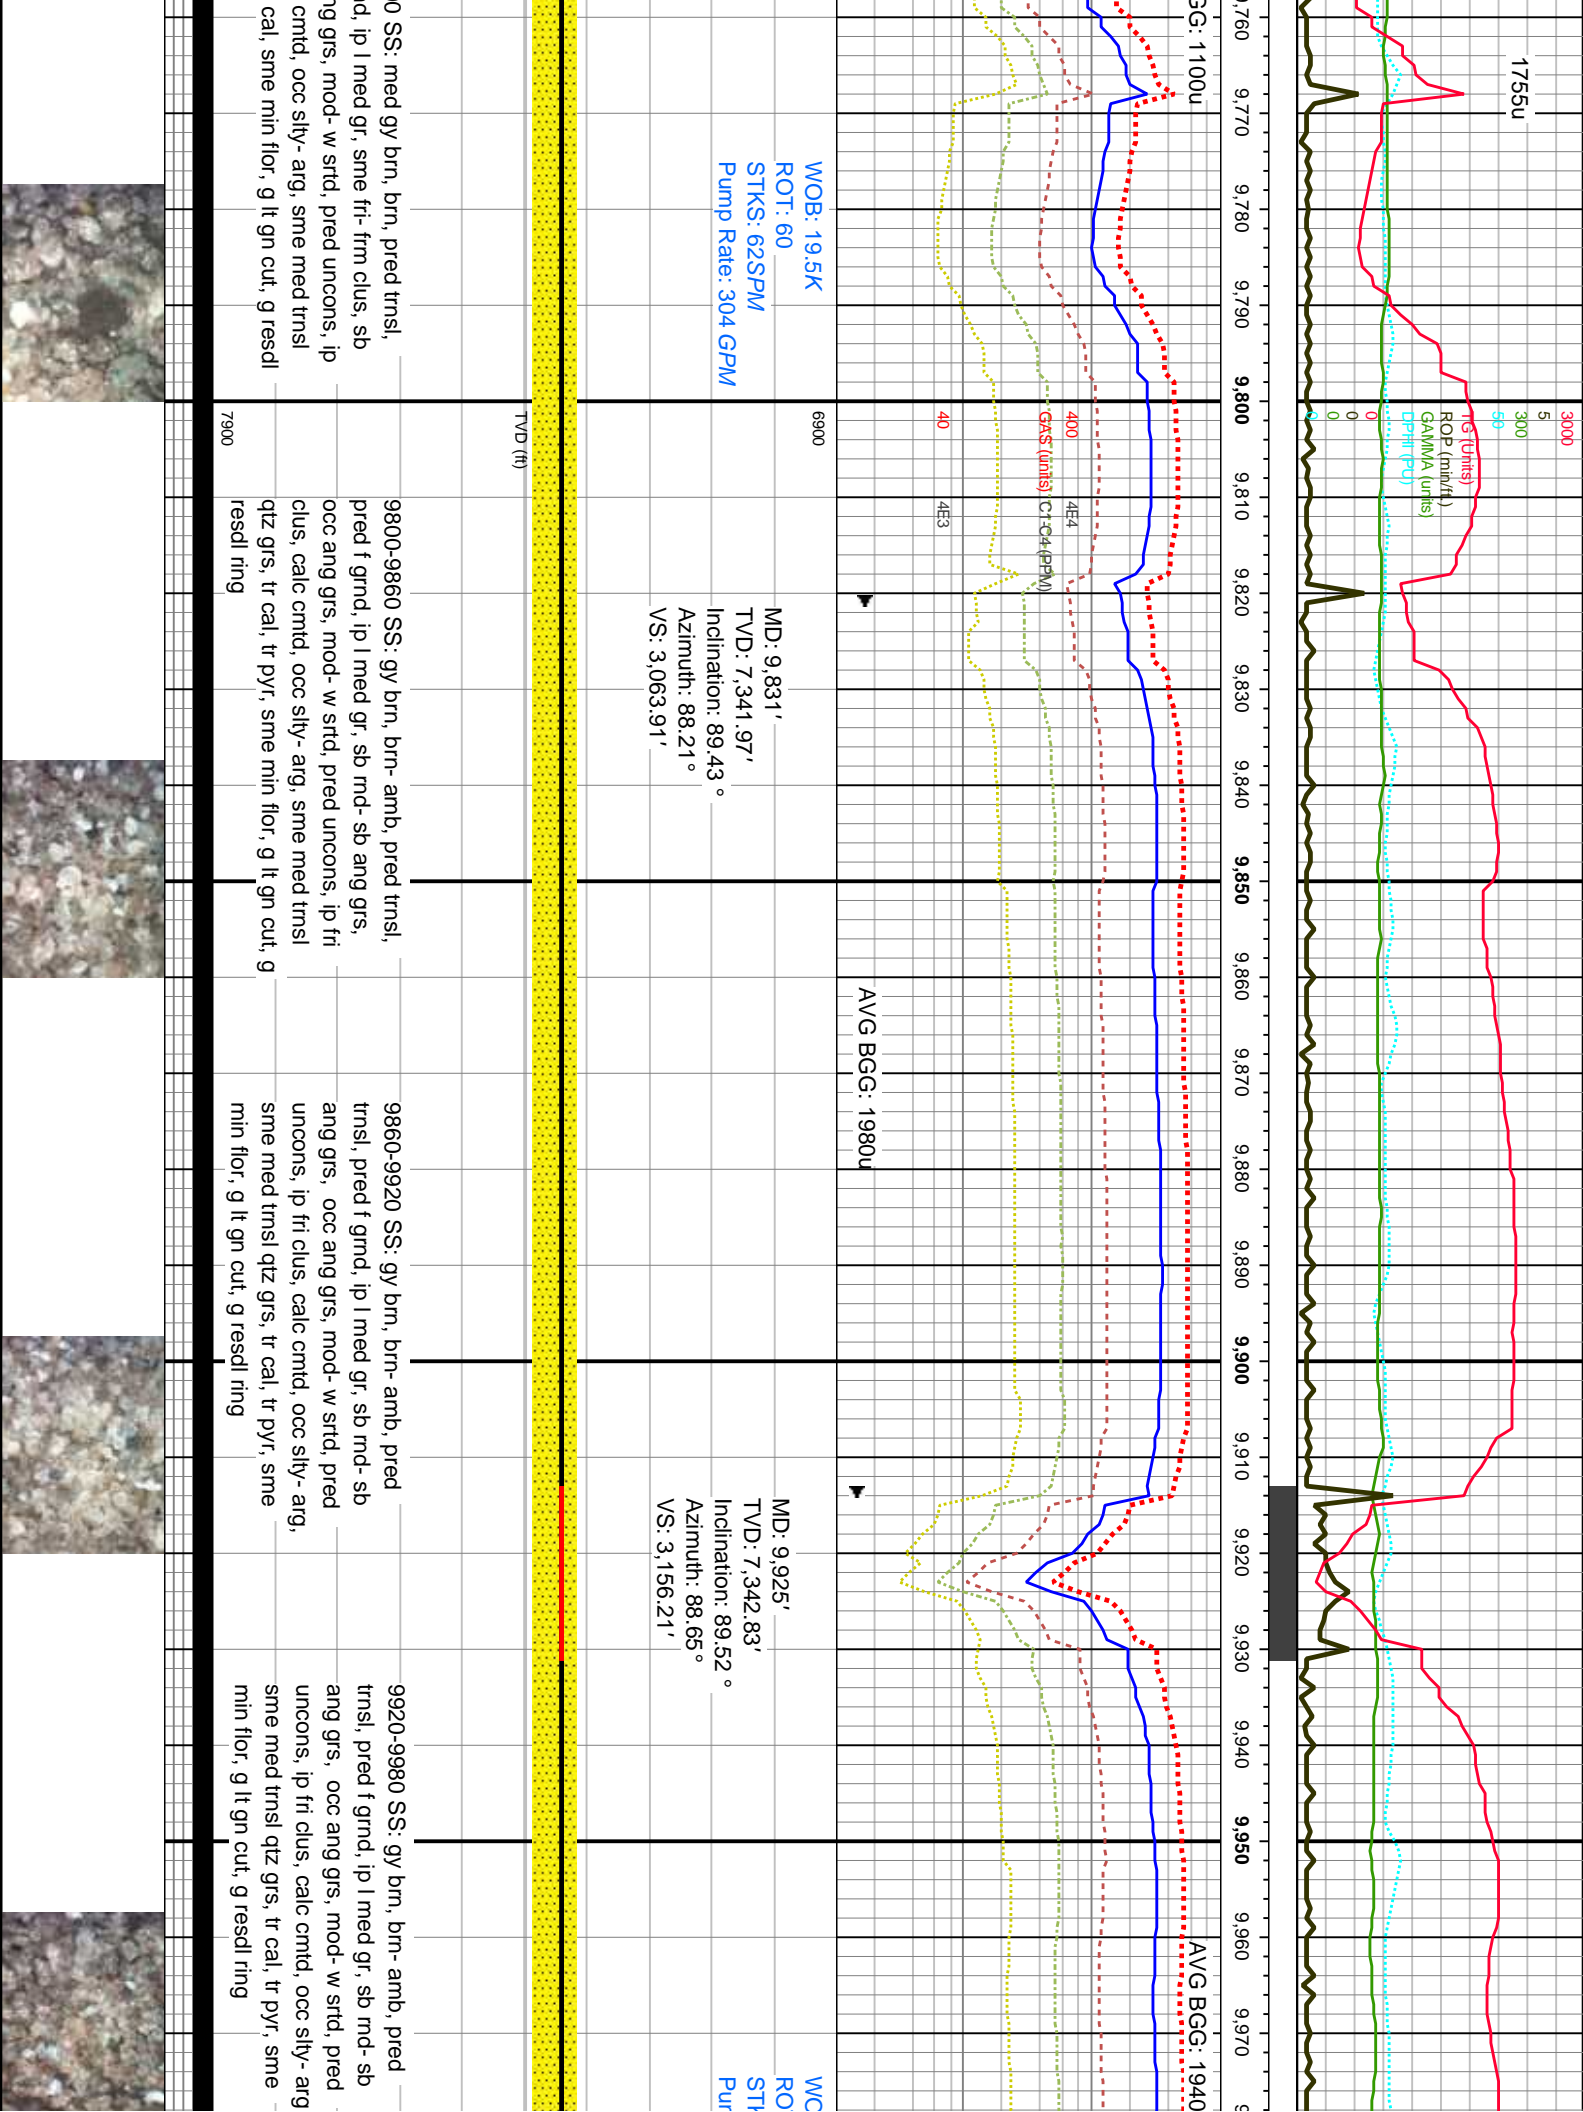 1755u
GG: 1100u
9,760
9,770
9,780
9,790
9,800
9,810
9,820
9,830
9,840
9,850
9,860
9,870
9,880
9,890
9,900
9,910
9,920
9,930
9,940
9,950
9,960
9,970
3000
5
300
50
TG (Units)
ROP (min/ft)
GAMMA (units)
DPHI (PU)
0
0
0
0
400
GAS (units)
40
4E4
C1-C4 (PPM)
4E3
AVG BGG: 1980u
AVG BGG: 1940
WOB: 19.5K
ROT: 60
STKS: 62SPM
Pump Rate: 304 GPM
6900
TVD (ft)
7900
MD: 9,831'
TVD: 7,341.97'
Inclination: 89.43 °
Azimuth: 88.21°
VS: 3,063.91'
MD: 9,925'
TVD: 7,342.83'
Inclination: 89.52 °
Azimuth: 88.65°
VS: 3,156.21'
WO
RO
STK
Pur
0 SS: med gy brn, brn, pred trnsl,
d, ip l med gr, sme fri- frm clus, sb
ng grs, mod- w srtd, pred uncons, ip
cmtd, occ slty- arg, sme med trnsl
cal, sme min flor, g lt gn cut, g resdl
9800-9860 SS: gy brn, brn- amb, pred trnsl,
pred f grnd, ip l med gr, sb rnd- sb ang grs,
occ ang grs, mod- w srtd, pred uncons, ip fri
clus, calc cmtd, occ slty- arg, sme med trnsl
qtz grs, tr cal, tr pyr, sme min flor, g lt gn cut, g
resdl ring
9860-9920 SS: gy brn, brn- amb, pred
trnsl, pred f grnd, ip l med gr, sb rnd- sb
ang grs, occ ang grs, mod- w srtd, pred
uncons, ip fri clus, calc cmtd, occ slty- arg,
sme med trnsl qtz grs, tr cal, tr pyr, sme
min flor, g lt gn cut, g resdl ring
9920-9980 SS: gy brn, brn- amb, pred
trnsl, pred f grnd, ip l med gr, sb rnd- sb
ang grs, occ ang grs, mod- w srtd, pred
uncons, ip fri clus, calc cmtd, occ slty- arg
sme med trnsl qtz grs, tr cal, tr pyr, sme
min flor, g lt gn cut, g resdl ring